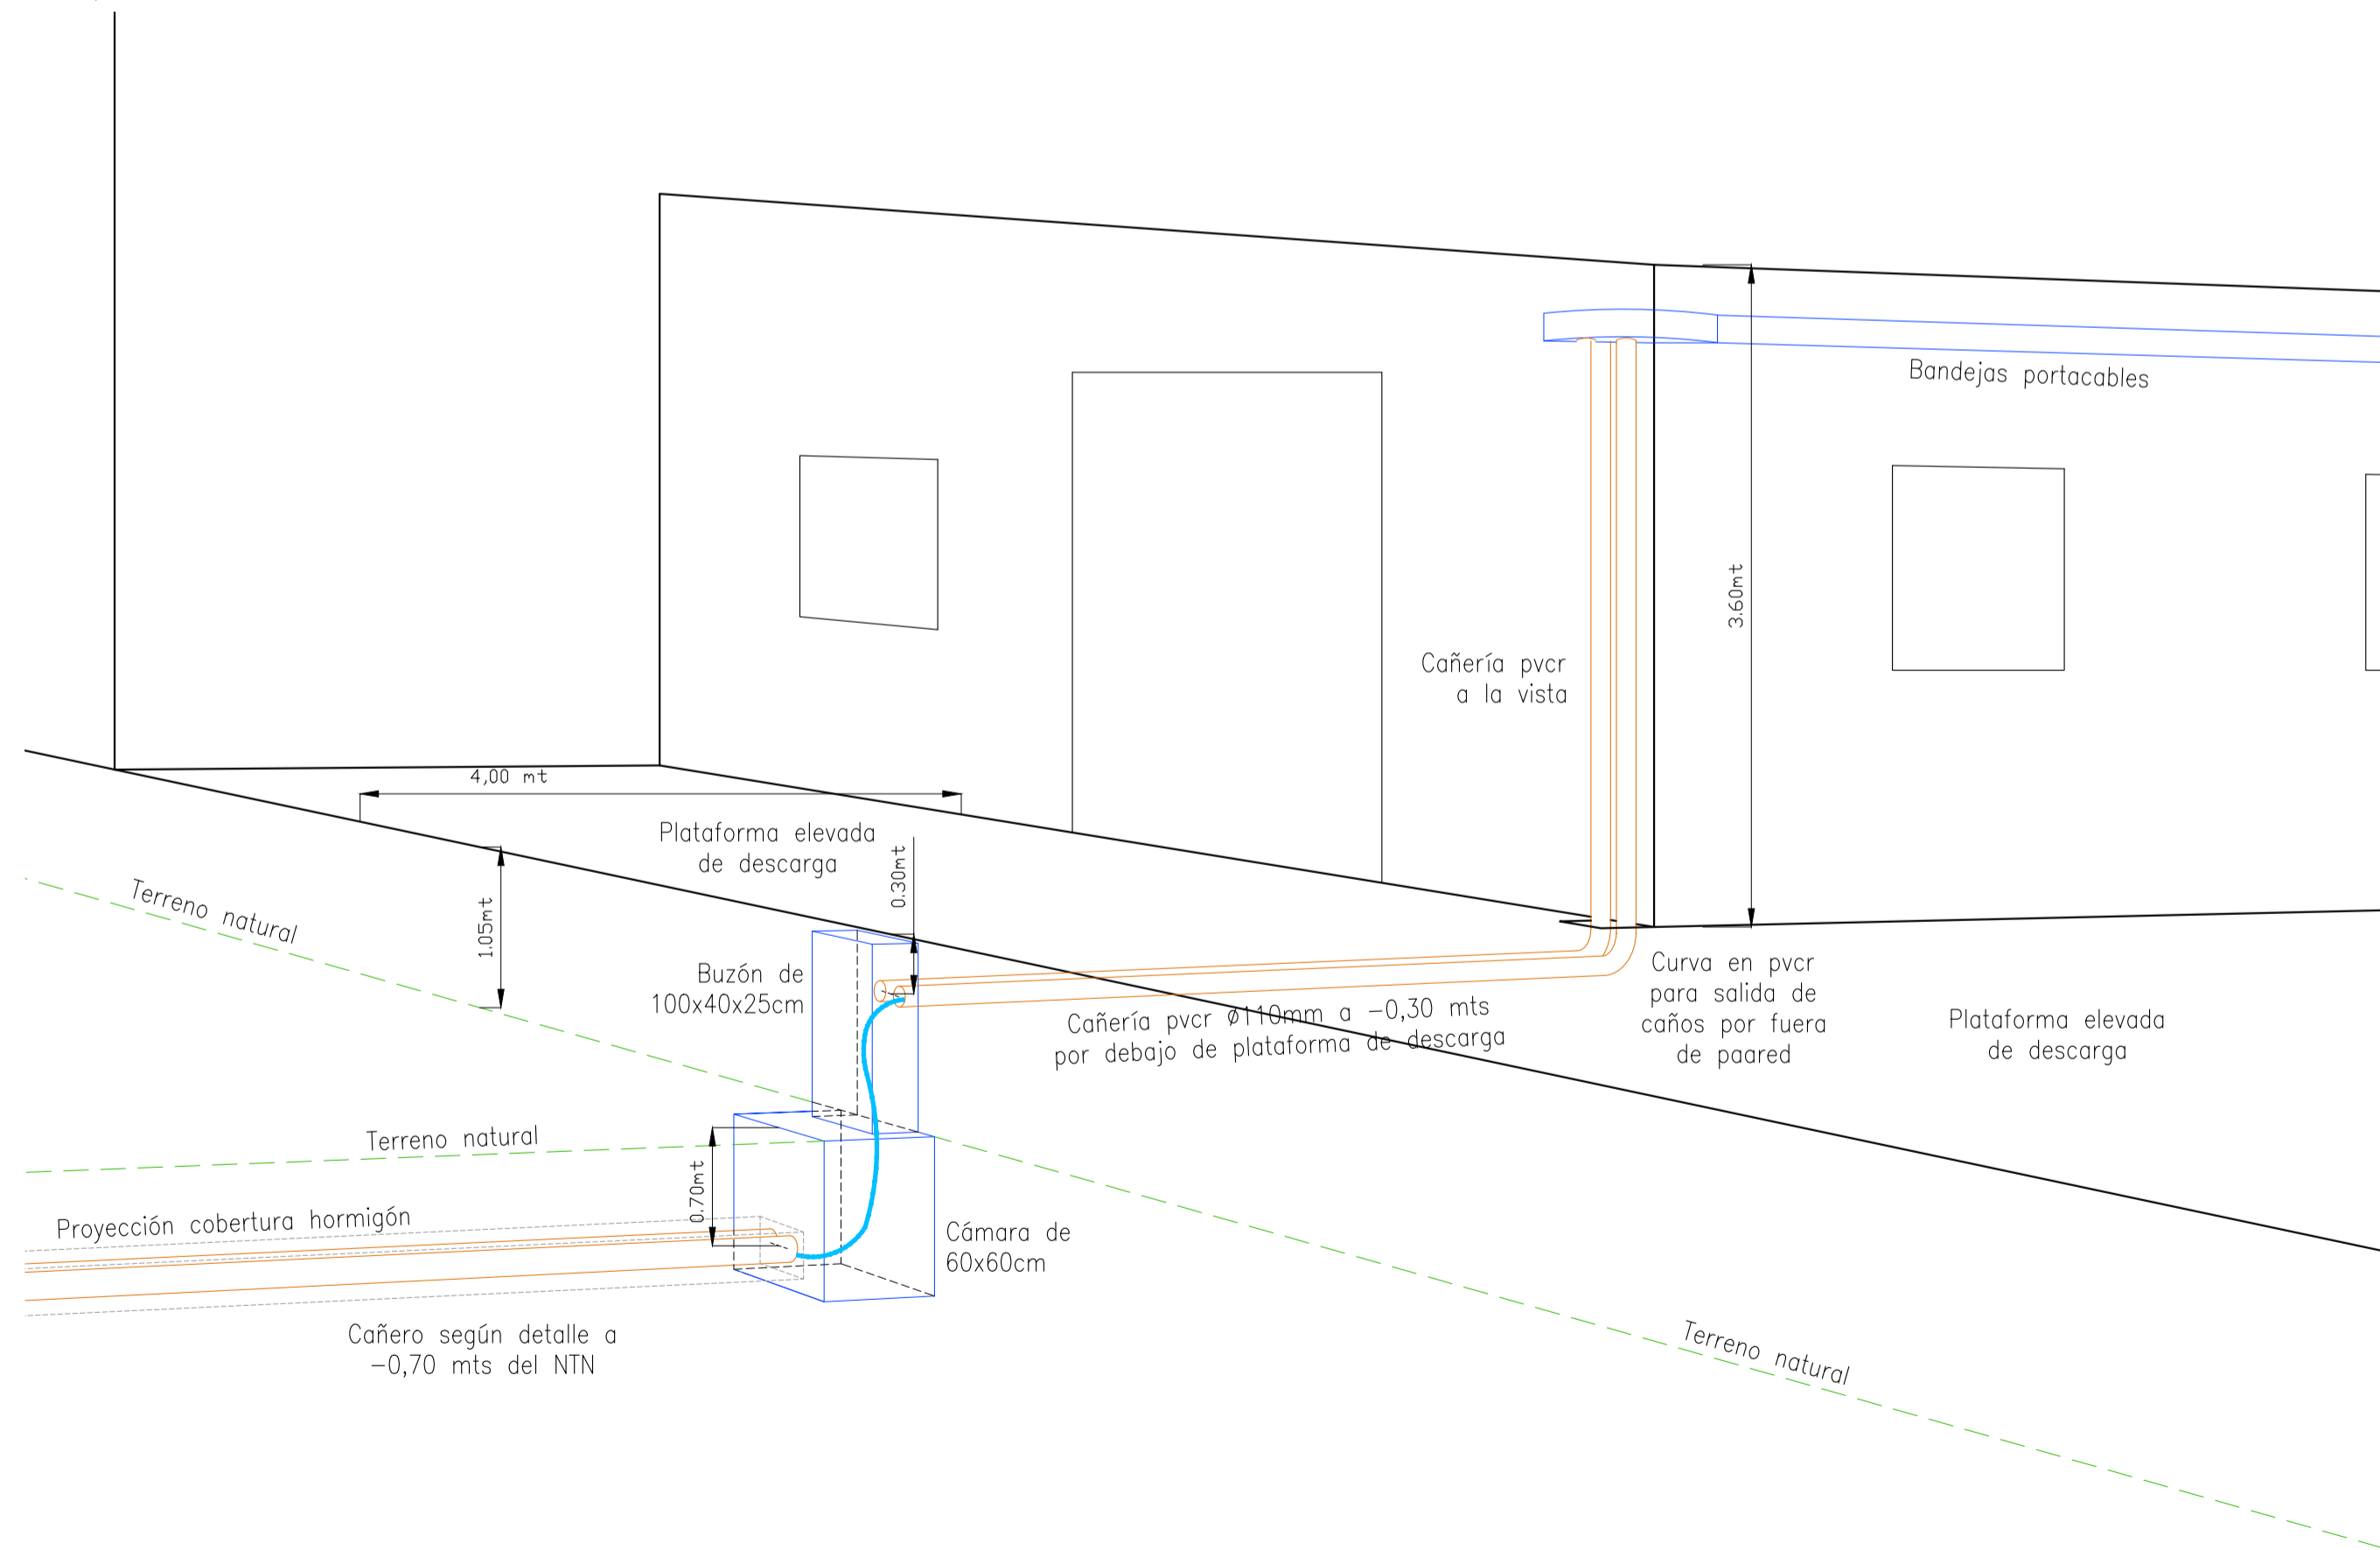 Bandejas portacables
3.60mt
Cañería pvcr
a la vista
4,00 mt
Plataforma elevada
de descarga
0.30mt
1.05mt
Terreno natural
Buzón de
100x40x25cm
Cañería pvcr ø110mm a -0,30 mts
por debajo de plataforma de descarga
Curva en pvcr
para salida de
caños por fuera
de paared
Plataforma elevada
de descarga
Terreno natural
0.70mt
Proyección cobertura hormigón
Cámara de
60x60cm
Cañero según detalle a
-0,70 mts del NTN
Terreno natural